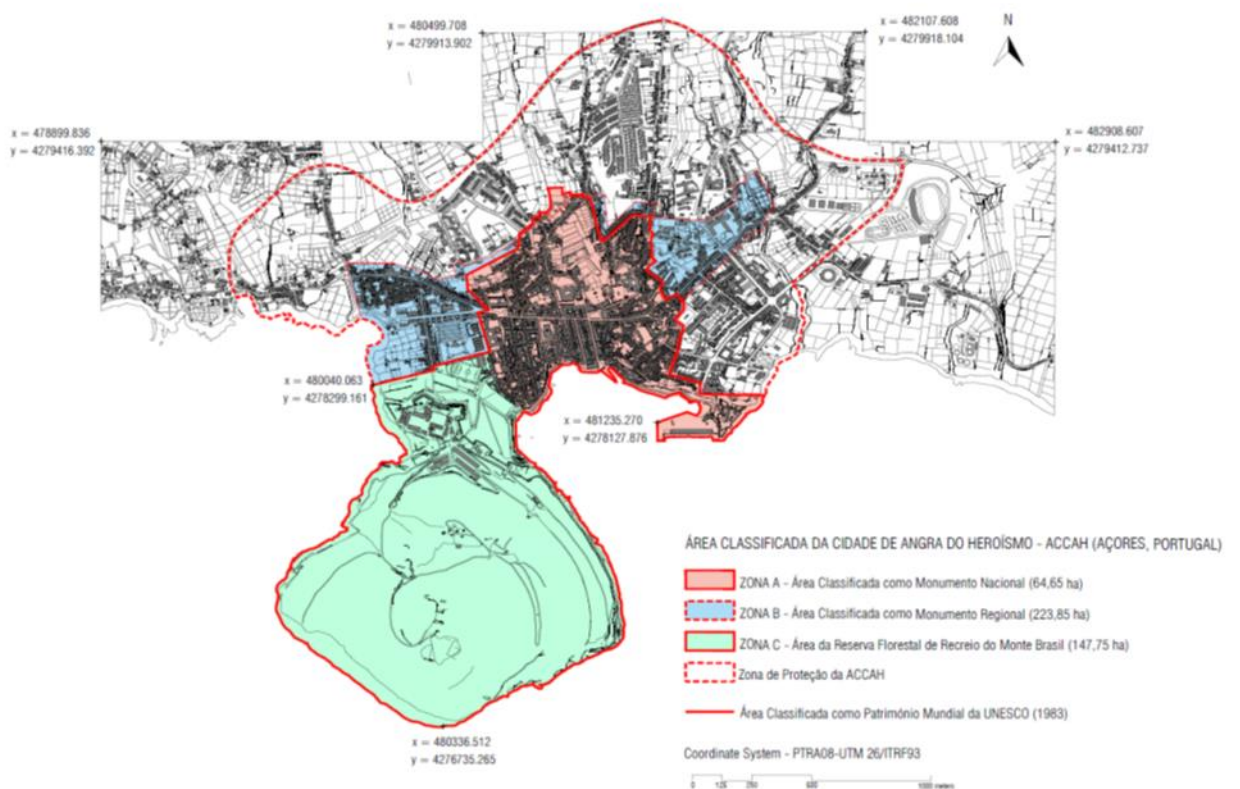 x = 480499.708
y = 4279913.902
x = 482107.608
y = 4279918.104
N
x = 478899.836
y = 4279416.392
x = 482908.607
y = 4279412.737
x = 480040.063
y = 4278299.161
x = 481235.270
y = 4278127.876
ÁREA CLASSIFICADA DA CIDADE DE ANGRA DO HEROÍSMO - ACCAH (AÇORES, PORTUGAL)
ZONA A - Área Classificada como Monumento Nacional (64,65 ha)
ZONA B - Área Classificada como Monumento Regional (223,85 ha)
ZONA C - Área da Reserva Florestal de Recreio do Monte Brasil (147,75 ha)
Zona de Proteção da ACCAH
Área Classificada como Património Mundial da UNESCO (1983)
x = 480336.512
y = 4276735.265
Coordinate System - PTRA08-UTM 26/ITRF93
0 125 250 500 1000 meters